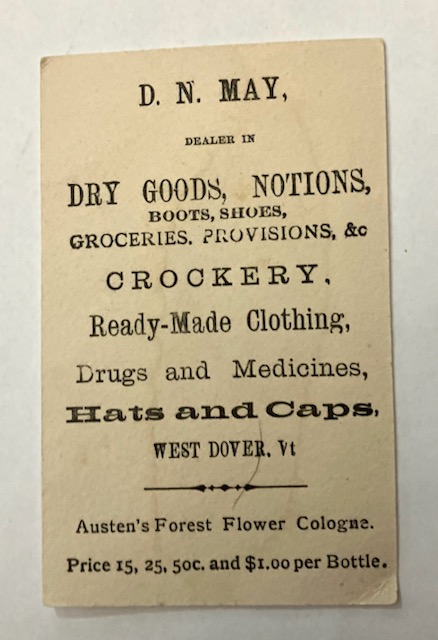 D. N. MAY,
DEALER IN
DRY GOODS, NOTIONS,
BOOTS, SHOES,
GROCERIES. PROVISIONS, &c
CROCKERY,
Ready-Made Clothing,
Drugs and Medicines,
Hats and Caps,
WEST DOVER. Vt
Austen's Forest Flower Cologne.
Price 15, 25, 50c. and $1.00 per Bottle.